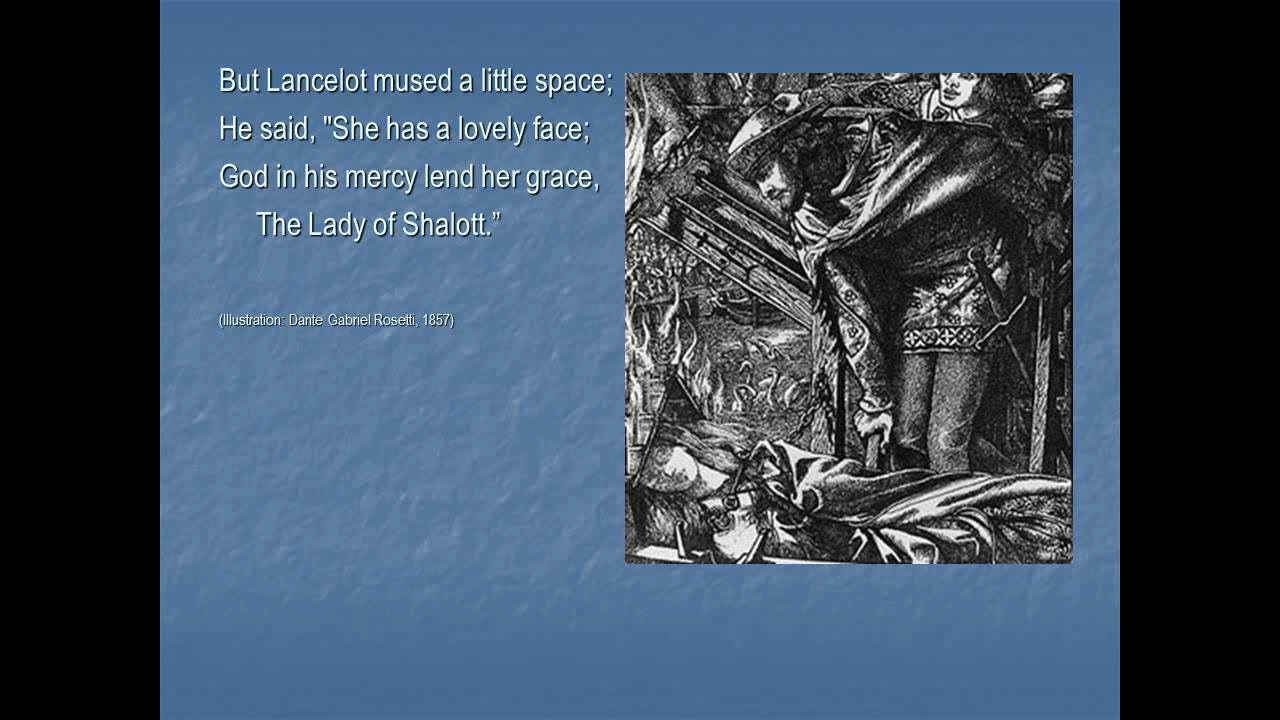 But Lancelot mused a little space;
He said, "She has a lovely face;
God in his mercy lend her grace,
The Lady of Shalott.”
(Illustration: Dante Gabriel Rosetti, 1857)